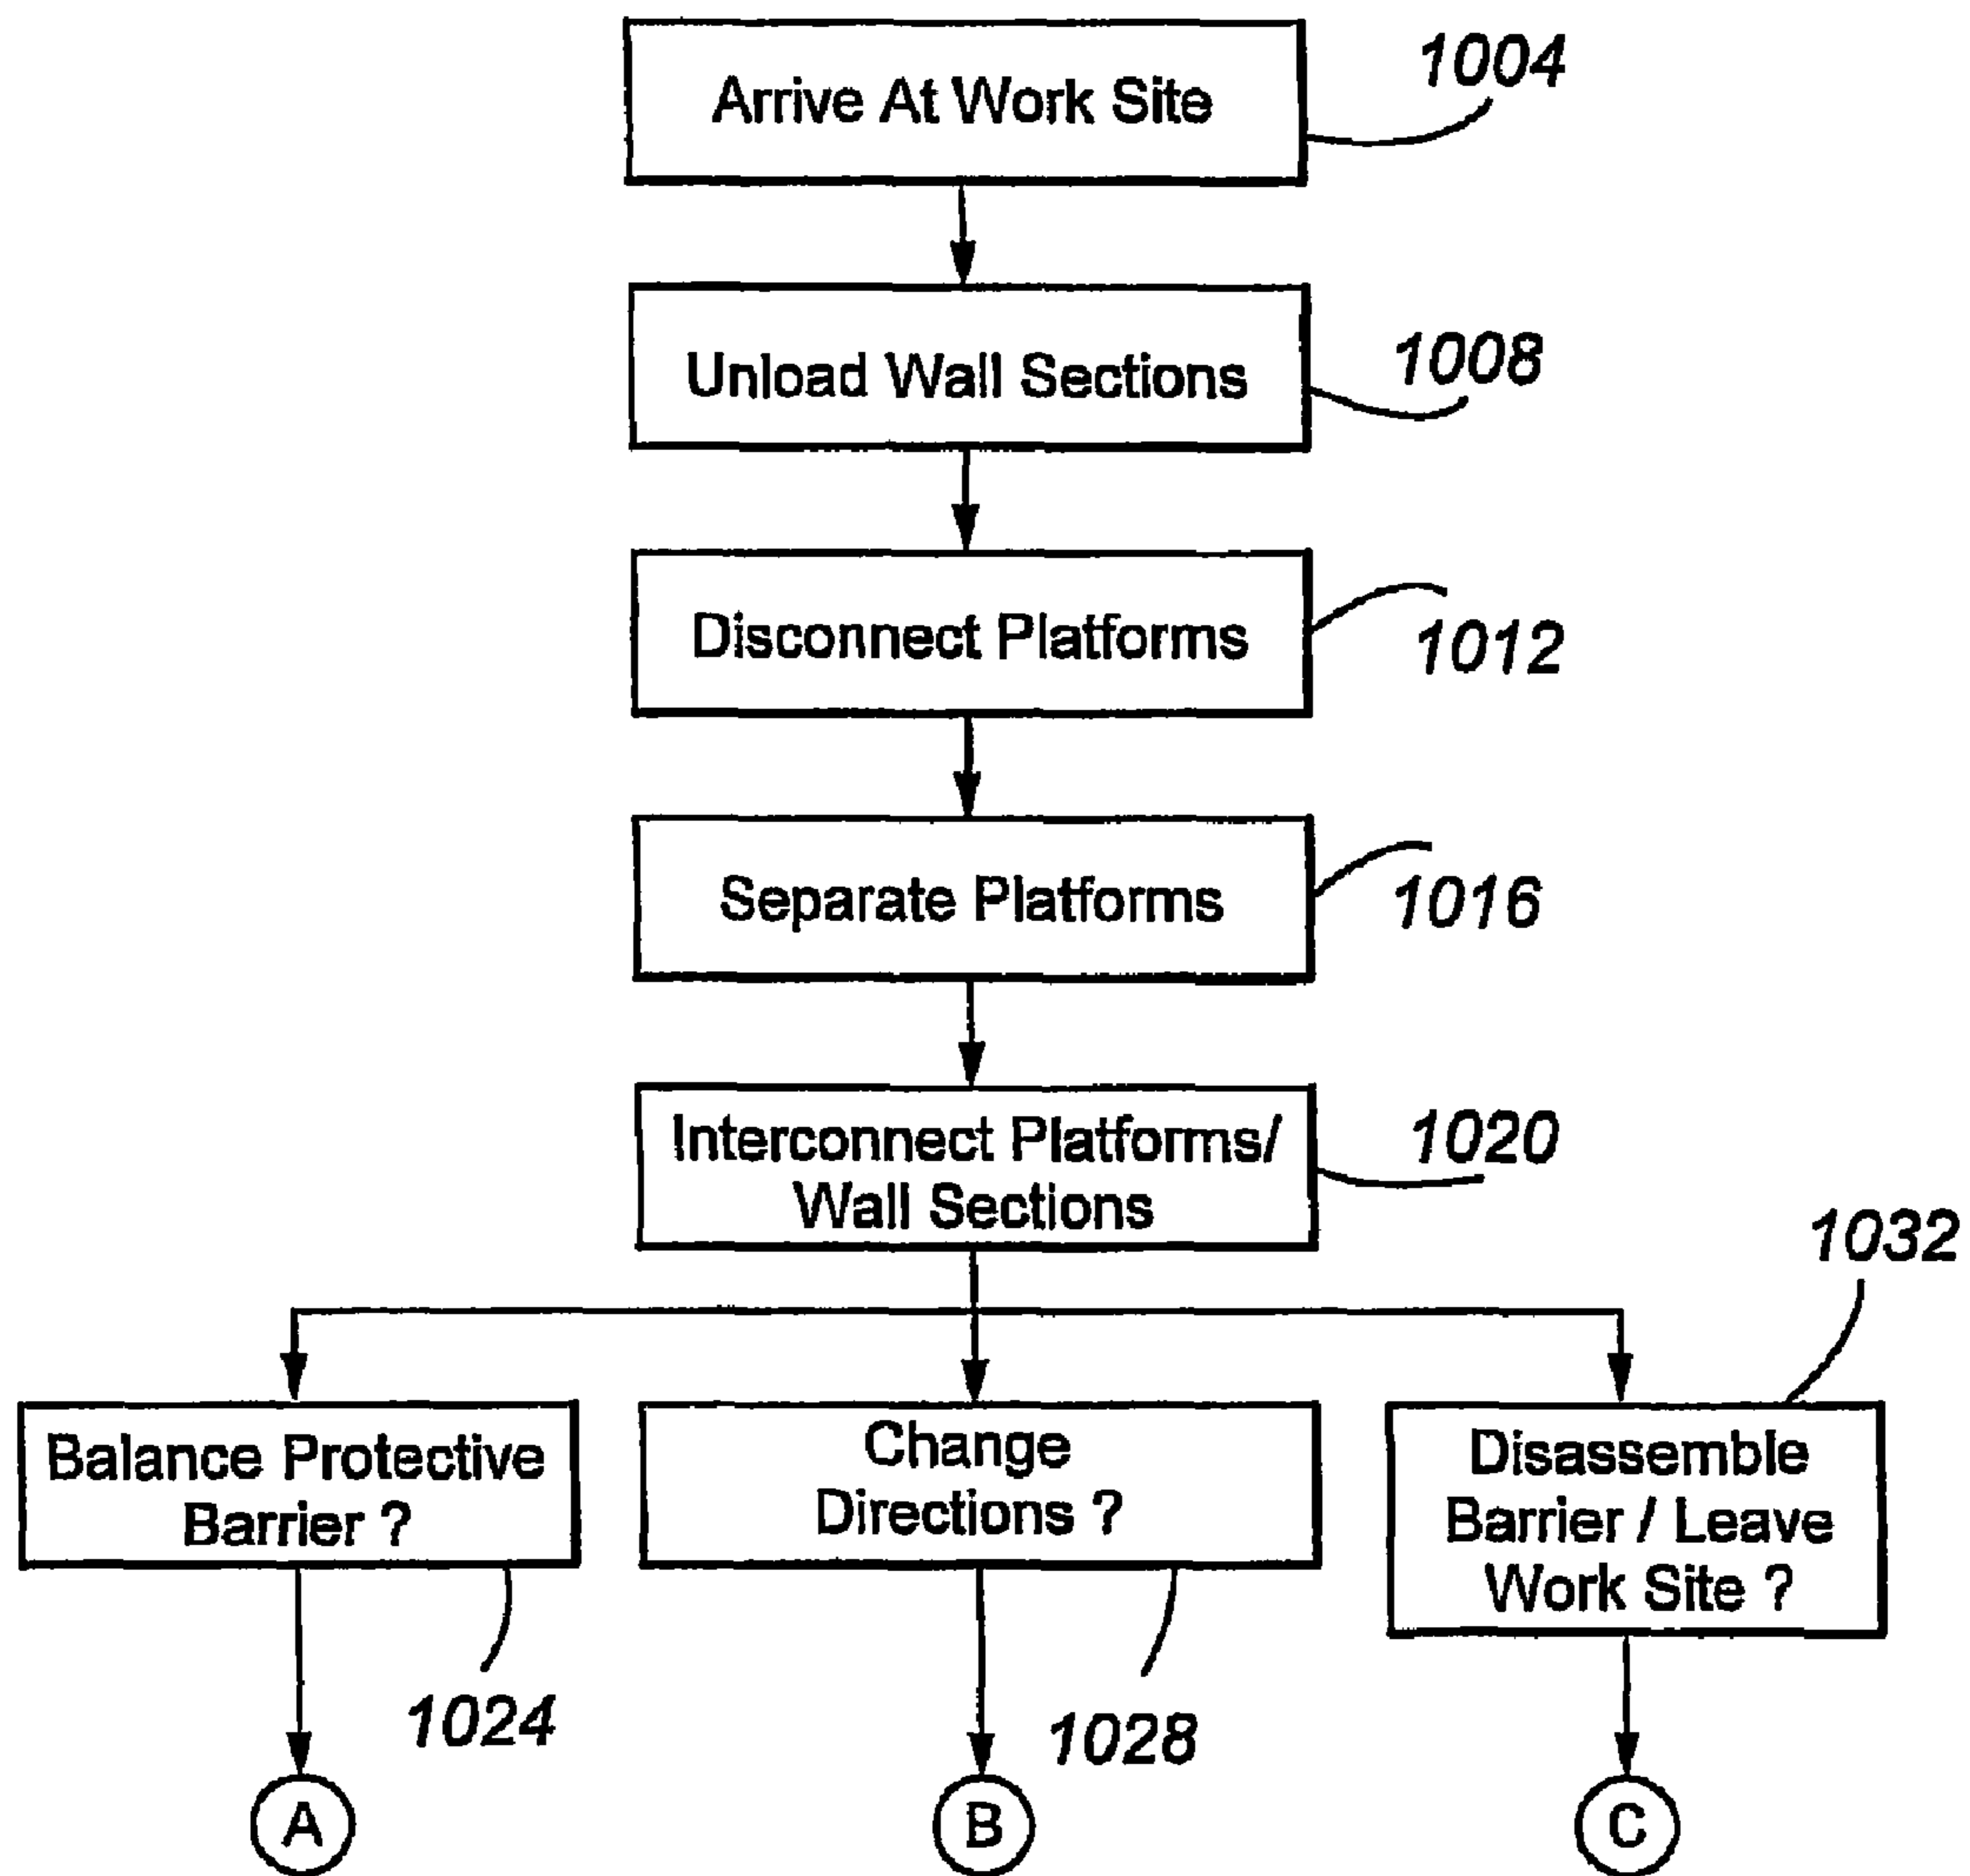 Arrive At Work Site
1004
Unload Wall Sections
1008
Disconnect Platforms
1012
Separate Platforms
1016
Interconnect Platforms/
Wall Sections
1020
1032
Balance Protective
Barrier ?
Change
Directions ?
Disassemble
Barrier / Leave
Work Site ?
1024
1028
A
B
C